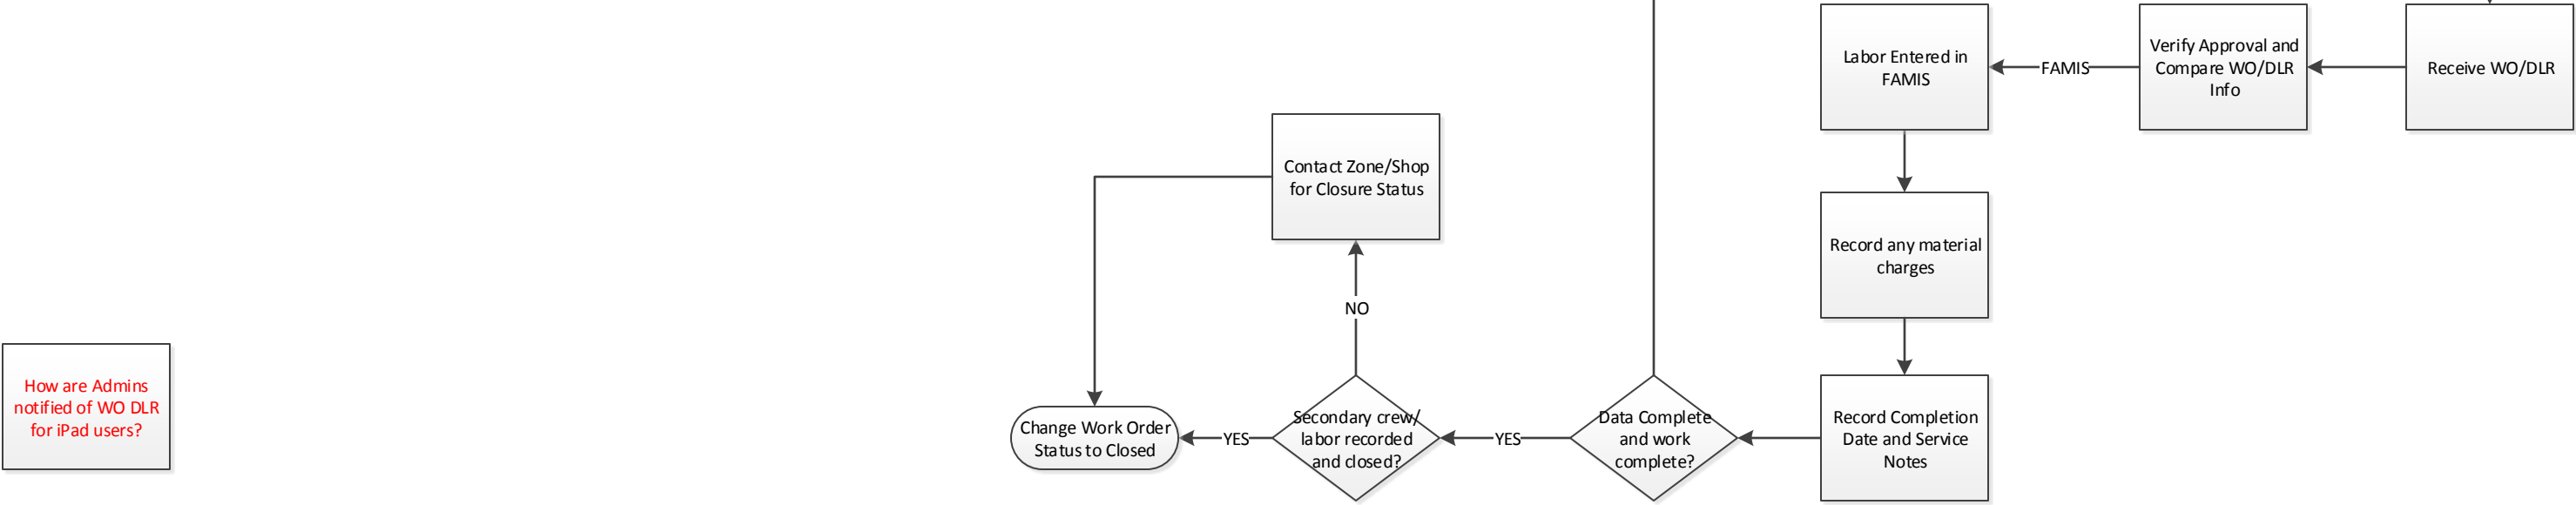 Labor Entered in
FAMIS
FAMIS
Verify Approval and
Compare WO/DLR
Info
Receive WO/DLR
Contact Zone/Shop
for Closure Status
Record any material
charges
NO
How are Admins
notified of WO DLR
for iPad users?
Change Work Order
Status to Closed
YES
Secondary crew/
labor recorded
and closed?
YES
Data Complete
and work
complete?
Record Completion
Date and Service
Notes